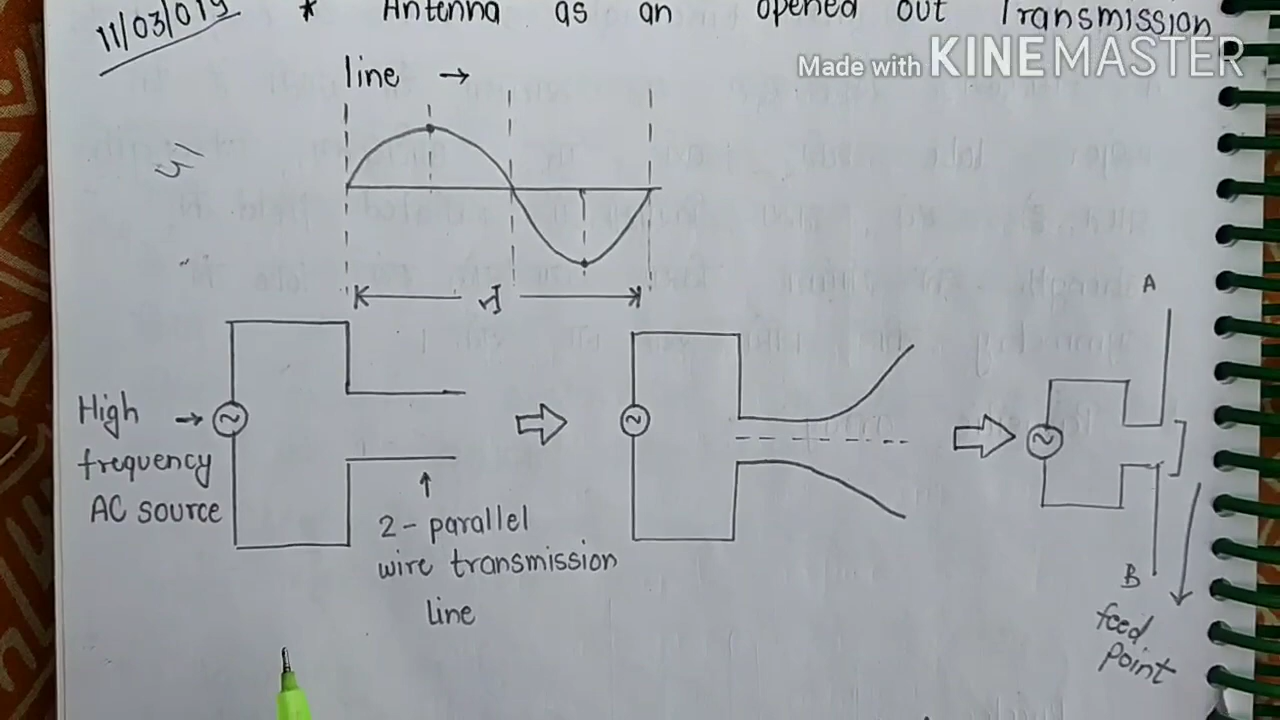 11/03/019 * Antenna as an opened out Transmission
Made with KINEMASTER
line →
λ
A
High →
frequency
AC source
2 - parallel
wire transmission
line
B
feed
point